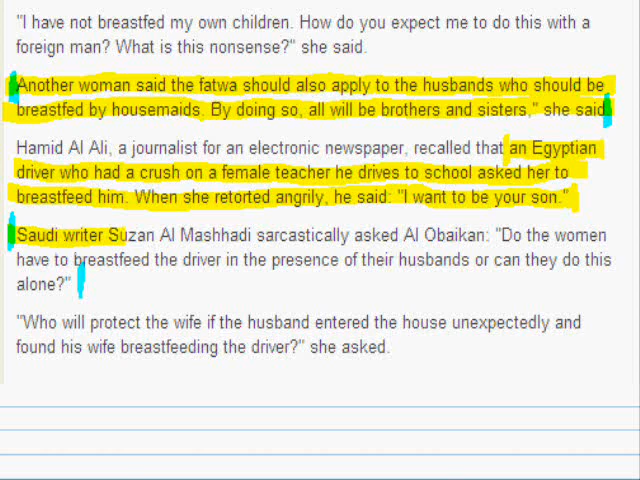 "I have not breastfed my own children. How do you expect me to do this with a
foreign man? What is this nonsense?" she said.
Another woman said the fatwa should also apply to the husbands who should be
breastfed by housemaids. By doing so, all will be brothers and sisters," she said.
Hamid Al Ali, a journalist for an electronic newspaper, recalled that an Egyptian
driver who had a crush on a female teacher he drives to school asked her to
breastfeed him. When she retorted angrily, he said: "I want to be your son."
Saudi writer Suzan Al Mashhadi sarcastically asked Al Obaikan: "Do the women
have to breastfeed the driver in the presence of their husbands or can they do this
alone?"
"Who will protect the wife if the husband entered the house unexpectedly and
found his wife breastfeeding the driver?" she asked.